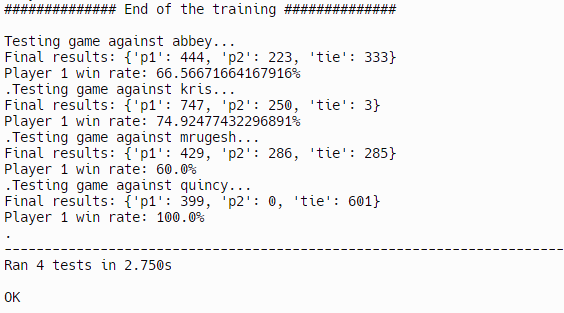 ############## End of the training ##############
Testing game against abbey...
Final results: {'p1': 444, 'p2': 223, 'tie': 333}
Player 1 win rate: 66.56671664167916%
.Testing game against kris...
Final results: {'p1': 747, 'p2': 250, 'tie': 3}
Player 1 win rate: 74.92477432296891%
.Testing game against mrugesh...
Final results: {'p1': 429, 'p2': 286, 'tie': 285}
Player 1 win rate: 60.0%
.Testing game against quincy...
Final results: {'p1': 399, 'p2': 0, 'tie': 601}
Player 1 win rate: 100.0%
.
----------------------------------------------------------------------
Ran 4 tests in 2.750s
OK